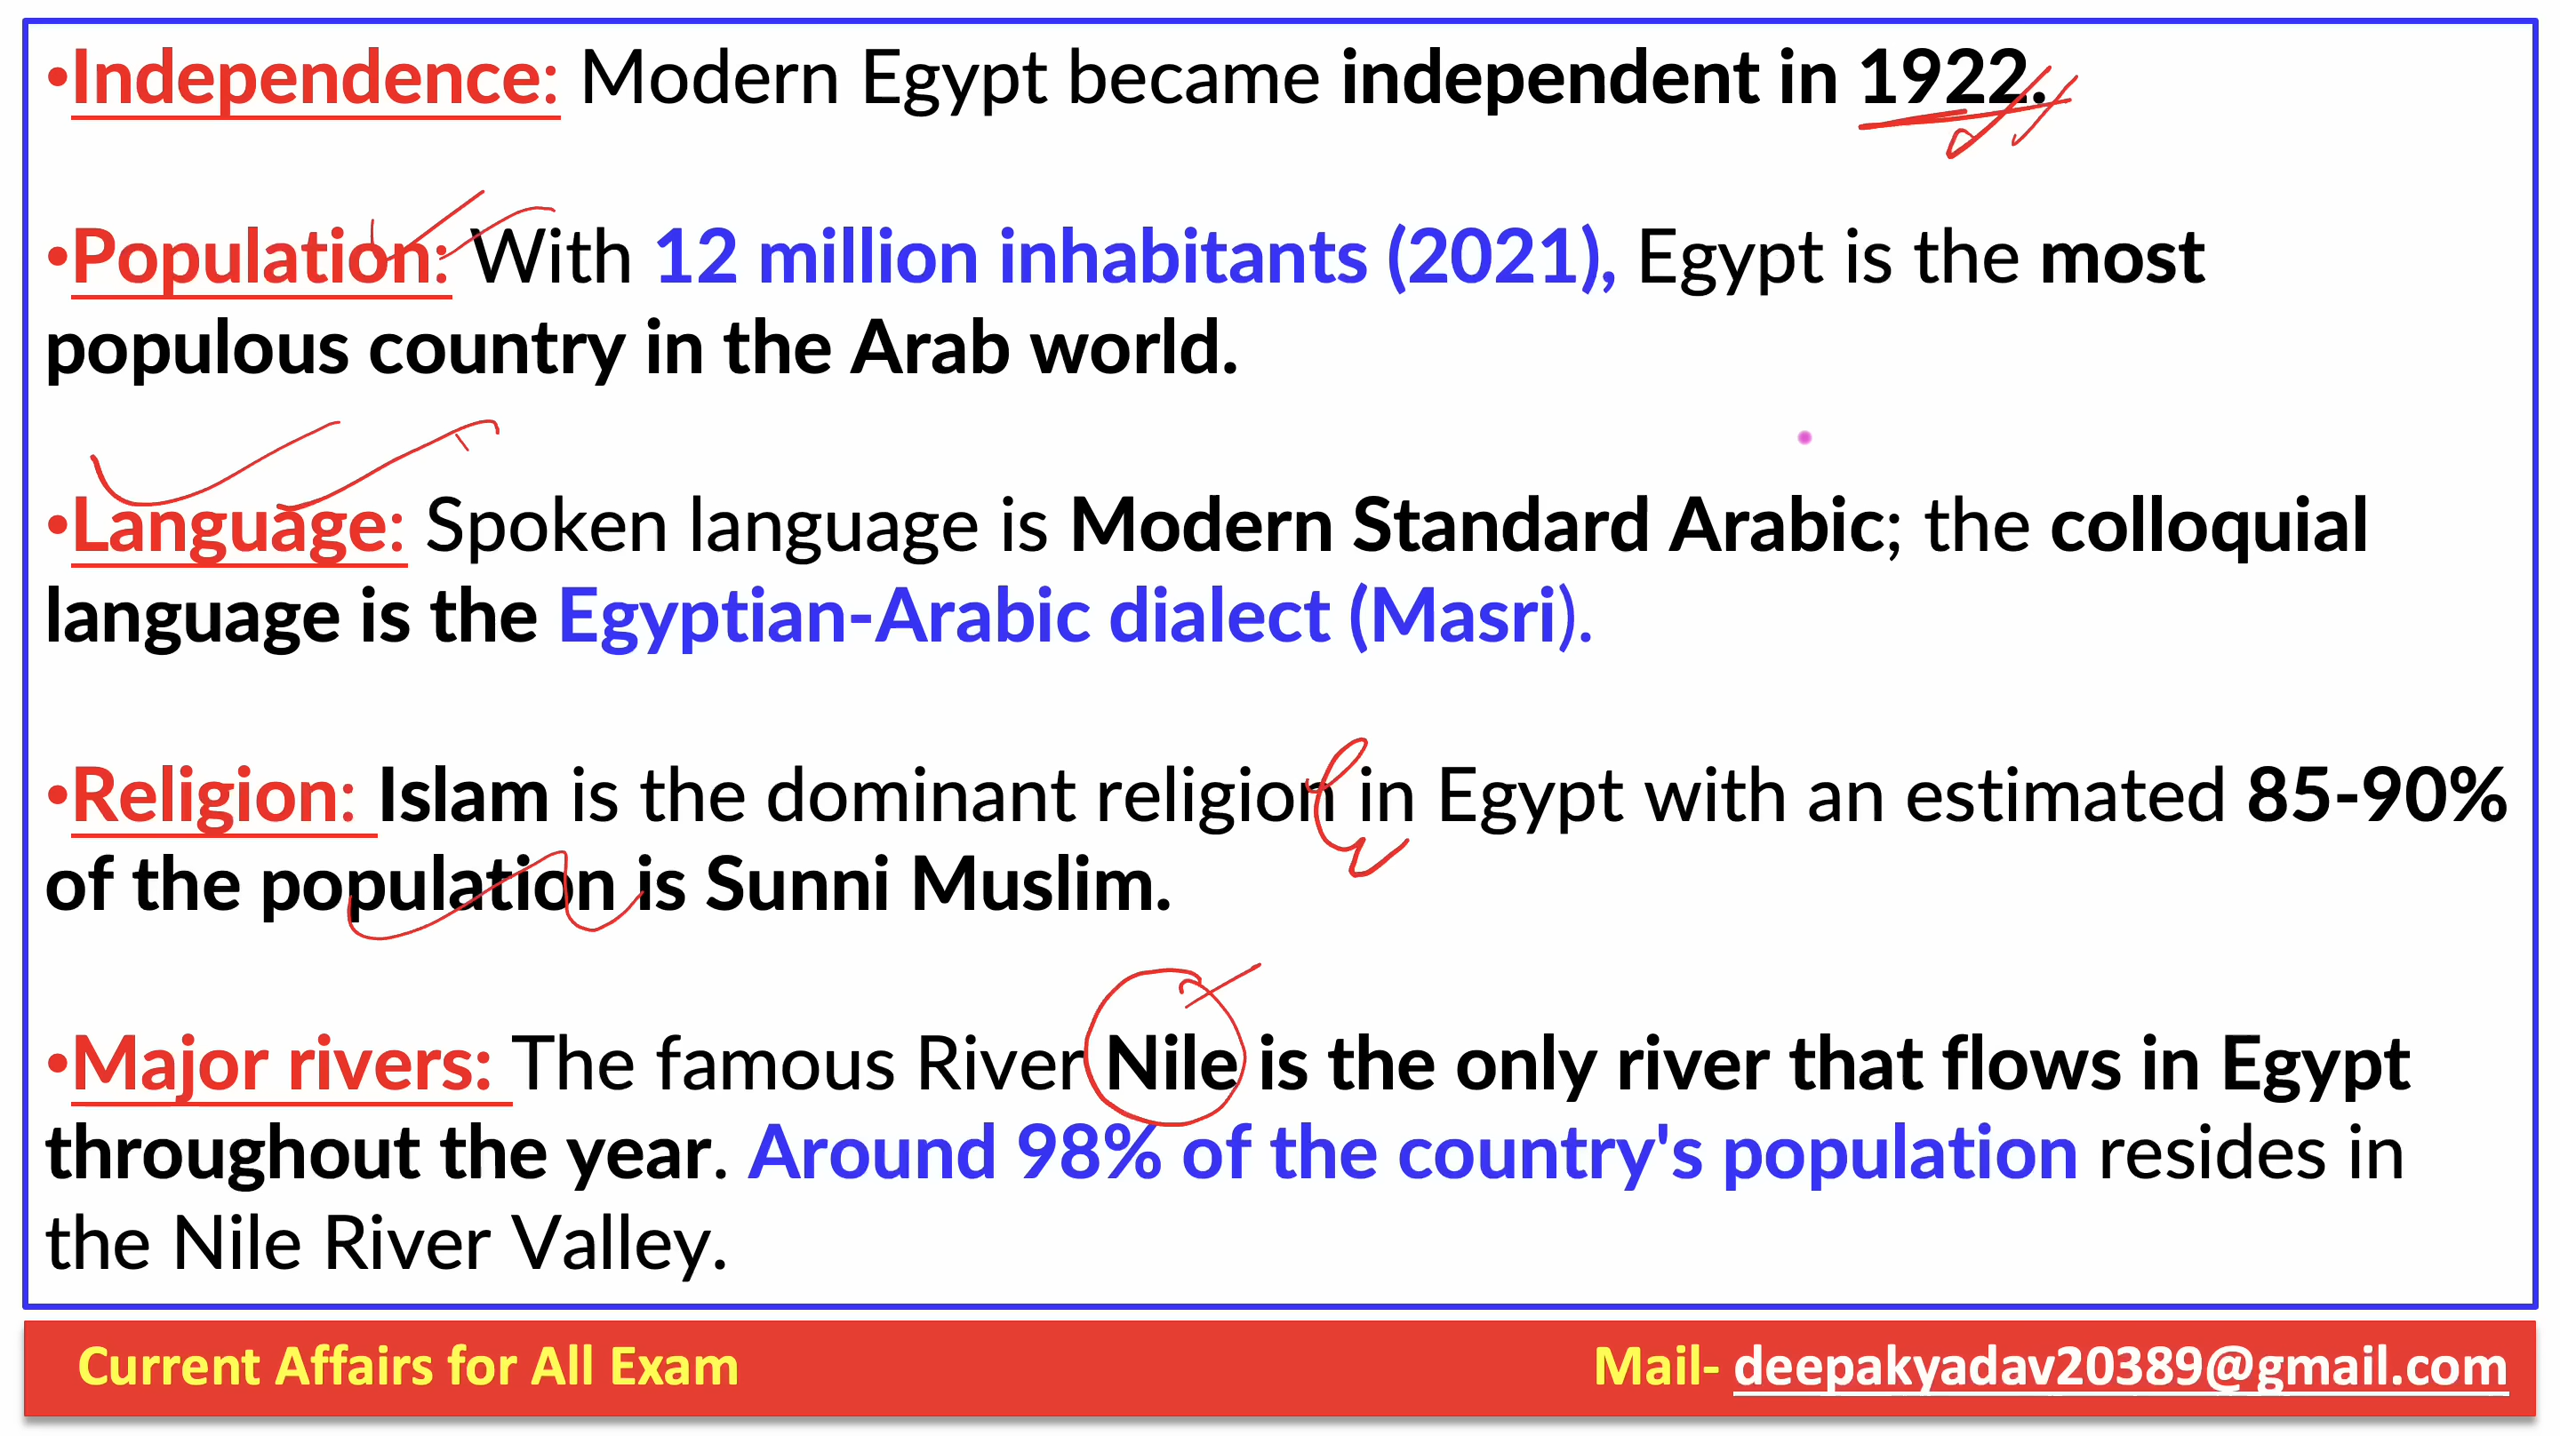 •Independence: Modern Egypt became independent in 1922.
•Population: With 12 million inhabitants (2021), Egypt is the most
populous country in the Arab world.
•Language: Spoken language is Modern Standard Arabic; the colloquial
language is the Egyptian-Arabic dialect (Masri).
•Religion: Islam is the dominant religion in Egypt with an estimated 85-90%
of the population is Sunni Muslim.
•Major rivers: The famous River Nile is the only river that flows in Egypt
throughout the year. Around 98% of the country's population resides in
the Nile River Valley.
Current Affairs for All Exam Mail- deepakyadav20389@gmail.com